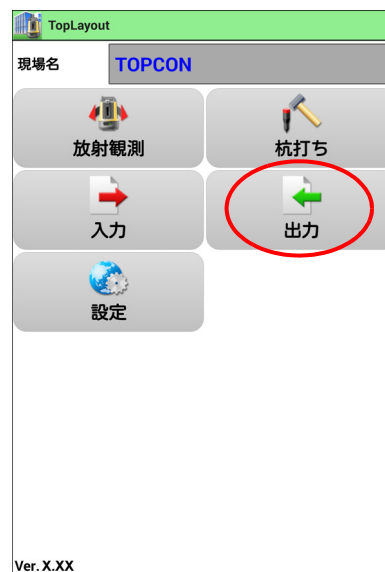 TopLayout
現場名 TOPCON
放射観測 杭打ち
入力 出力
設定
Ver. X.XX